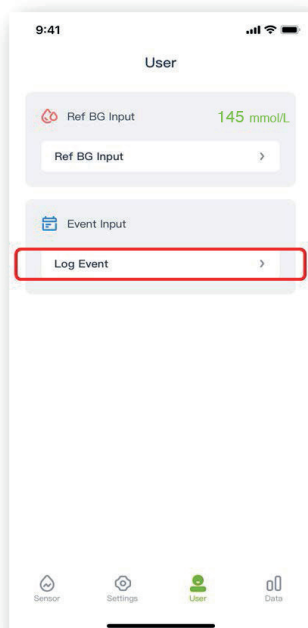 9:41
User
Ref BG Input 145 mmol/L
Ref BG Input
Event Input
Log Event
Sensor Settings User Data